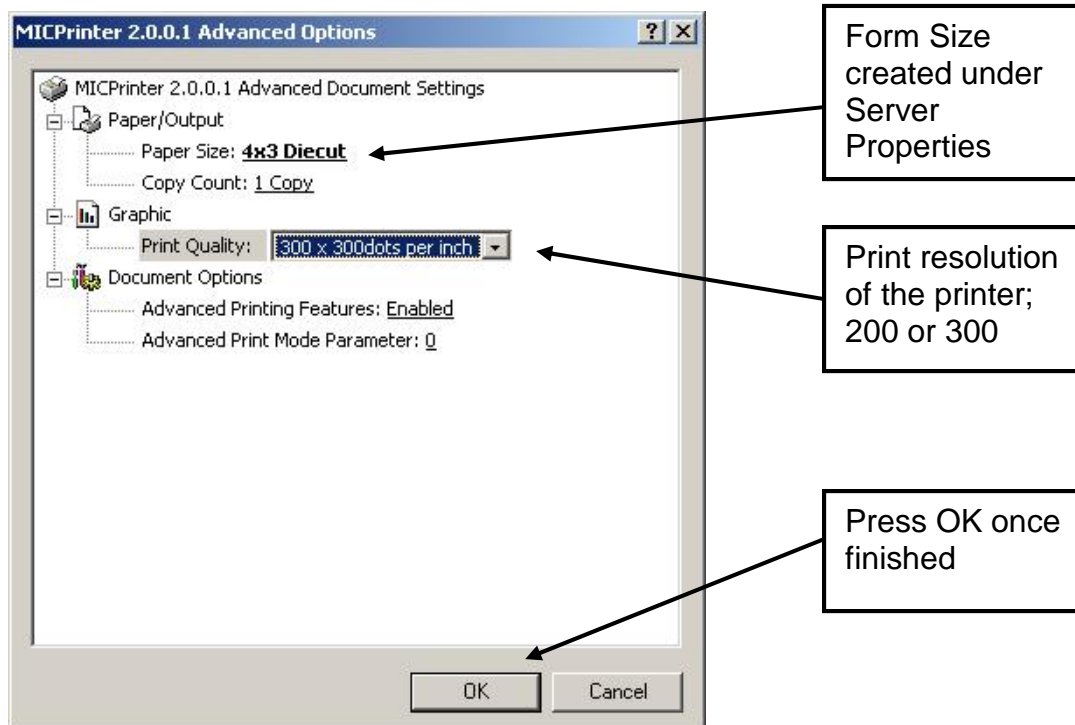 MICPrinter 2.0.0.1 Advanced Options
MICPrinter 2.0.0.1 Advanced Document Settings
Paper/Output
Paper Size: 4x3 Diecut
Copy Count: 1 Copy
Graphic
Print Quality: 300 x 300dots per inch
Document Options
Advanced Printing Features: Enabled
Advanced Print Mode Parameter: 0
OK
Cancel
Form Size
created under
Server
Properties
Print resolution
of the printer;
200 or 300
Press OK once
finished